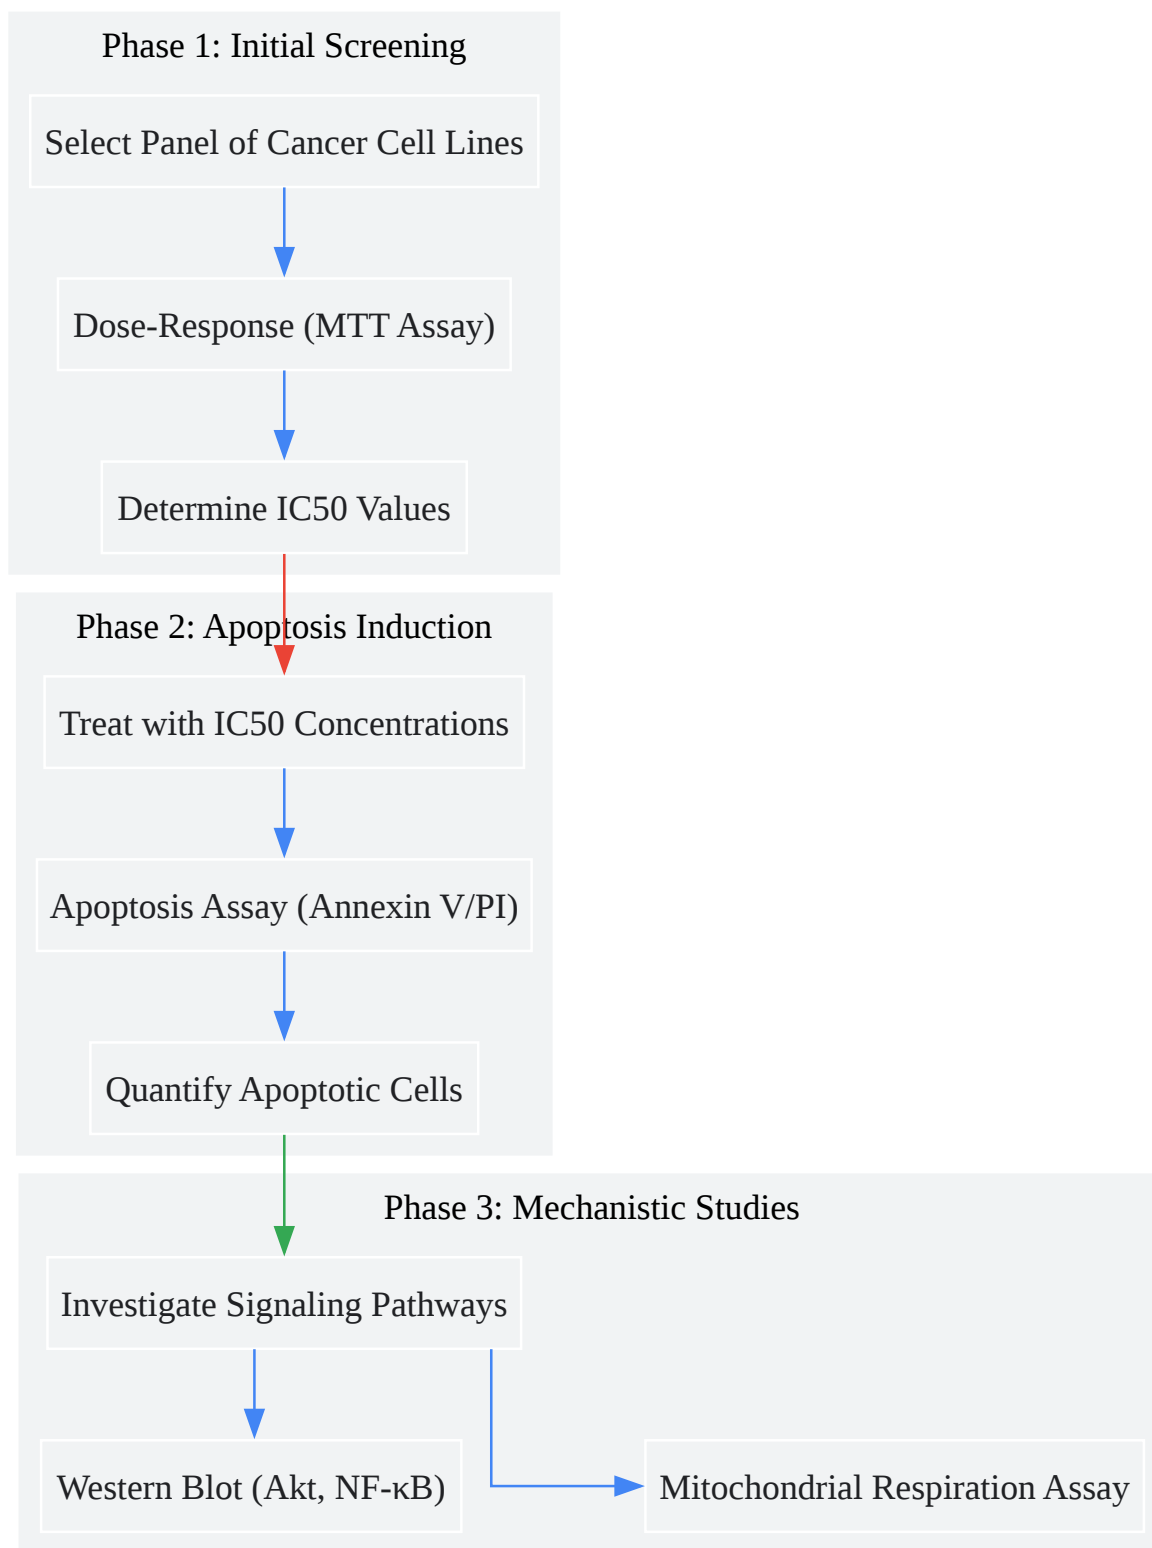 Phase 1: Initial Screening
Select Panel of Cancer Cell Lines
Dose-Response (MTT Assay)
Determine IC50 Values
Phase 2: Apoptosis Induction
Treat with IC50 Concentrations
Apoptosis Assay (Annexin V/PI)
Quantify Apoptotic Cells
Phase 3: Mechanistic Studies
Investigate Signaling Pathways
Western Blot (Akt, NF-κB)
Mitochondrial Respiration Assay